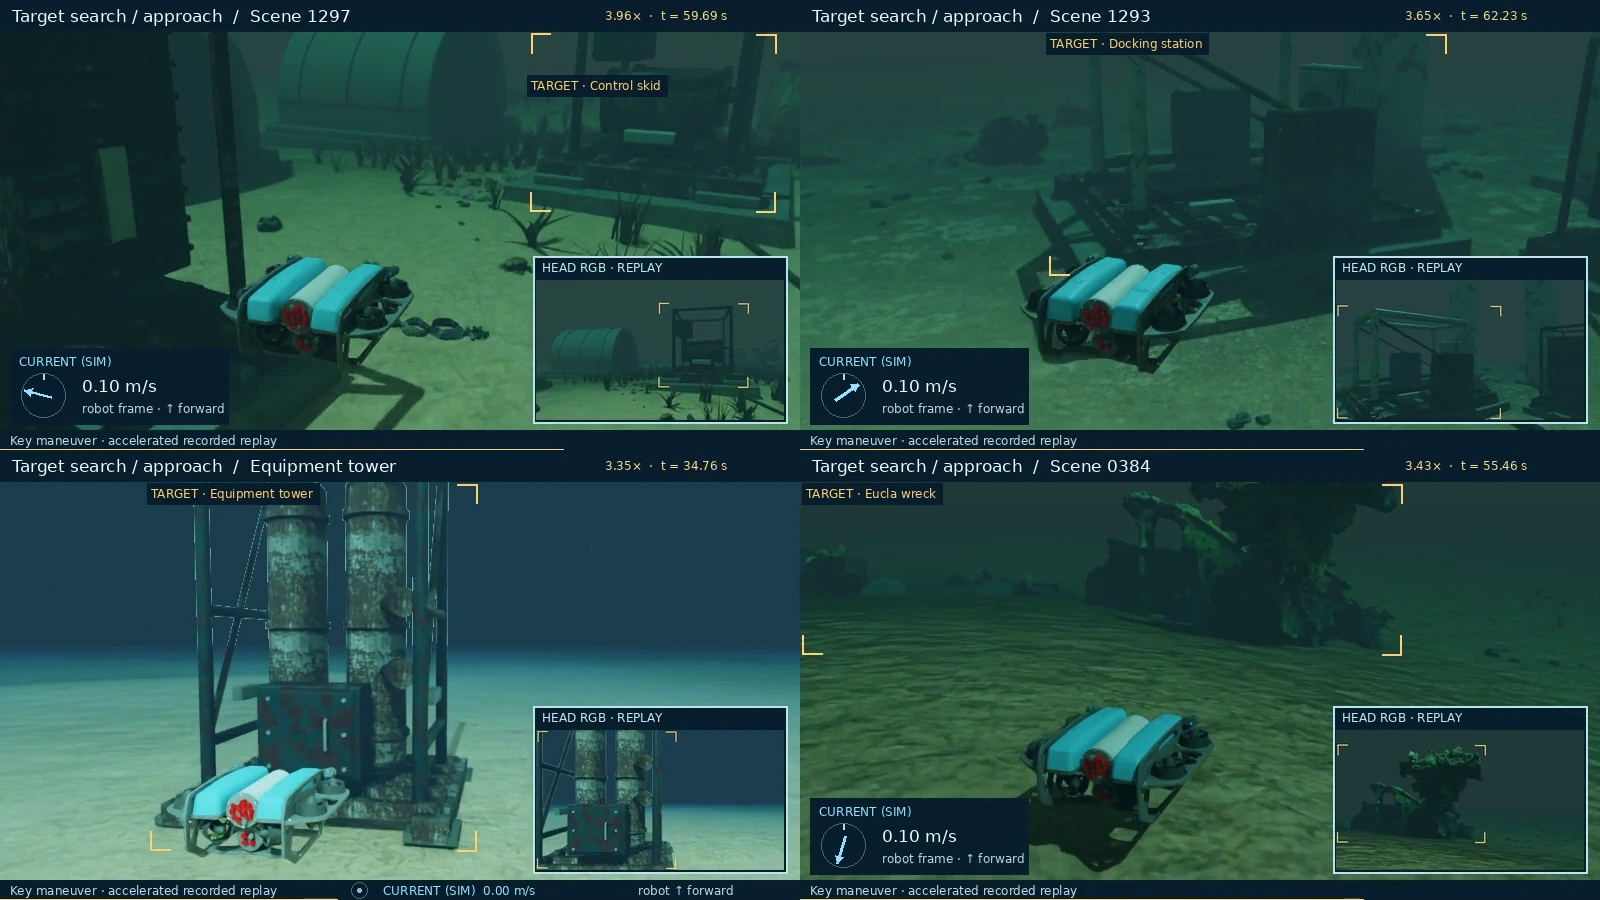 Target search / approach / Scene 1297
3.96× · t = 59.69 s
TARGET · Control skid
HEAD RGB · REPLAY
CURRENT (SIM)
0.10 m/s
robot frame · ↑ forward
Key maneuver · accelerated recorded replay
Target search / approach / Scene 1293
3.65× · t = 62.23 s
TARGET · Docking station
HEAD RGB · REPLAY
CURRENT (SIM)
0.10 m/s
robot frame · ↑ forward
Key maneuver · accelerated recorded replay
Target search / approach / Equipment tower
3.35× · t = 34.76 s
TARGET · Equipment tower
HEAD RGB · REPLAY
Key maneuver · accelerated recorded replay
CURRENT (SIM) 0.00 m/s
robot ↑ forward
Target search / approach / Scene 0384
3.43× · t = 55.46 s
TARGET · Eucla wreck
HEAD RGB · REPLAY
CURRENT (SIM)
0.10 m/s
robot frame · ↑ forward
Key maneuver · accelerated recorded replay